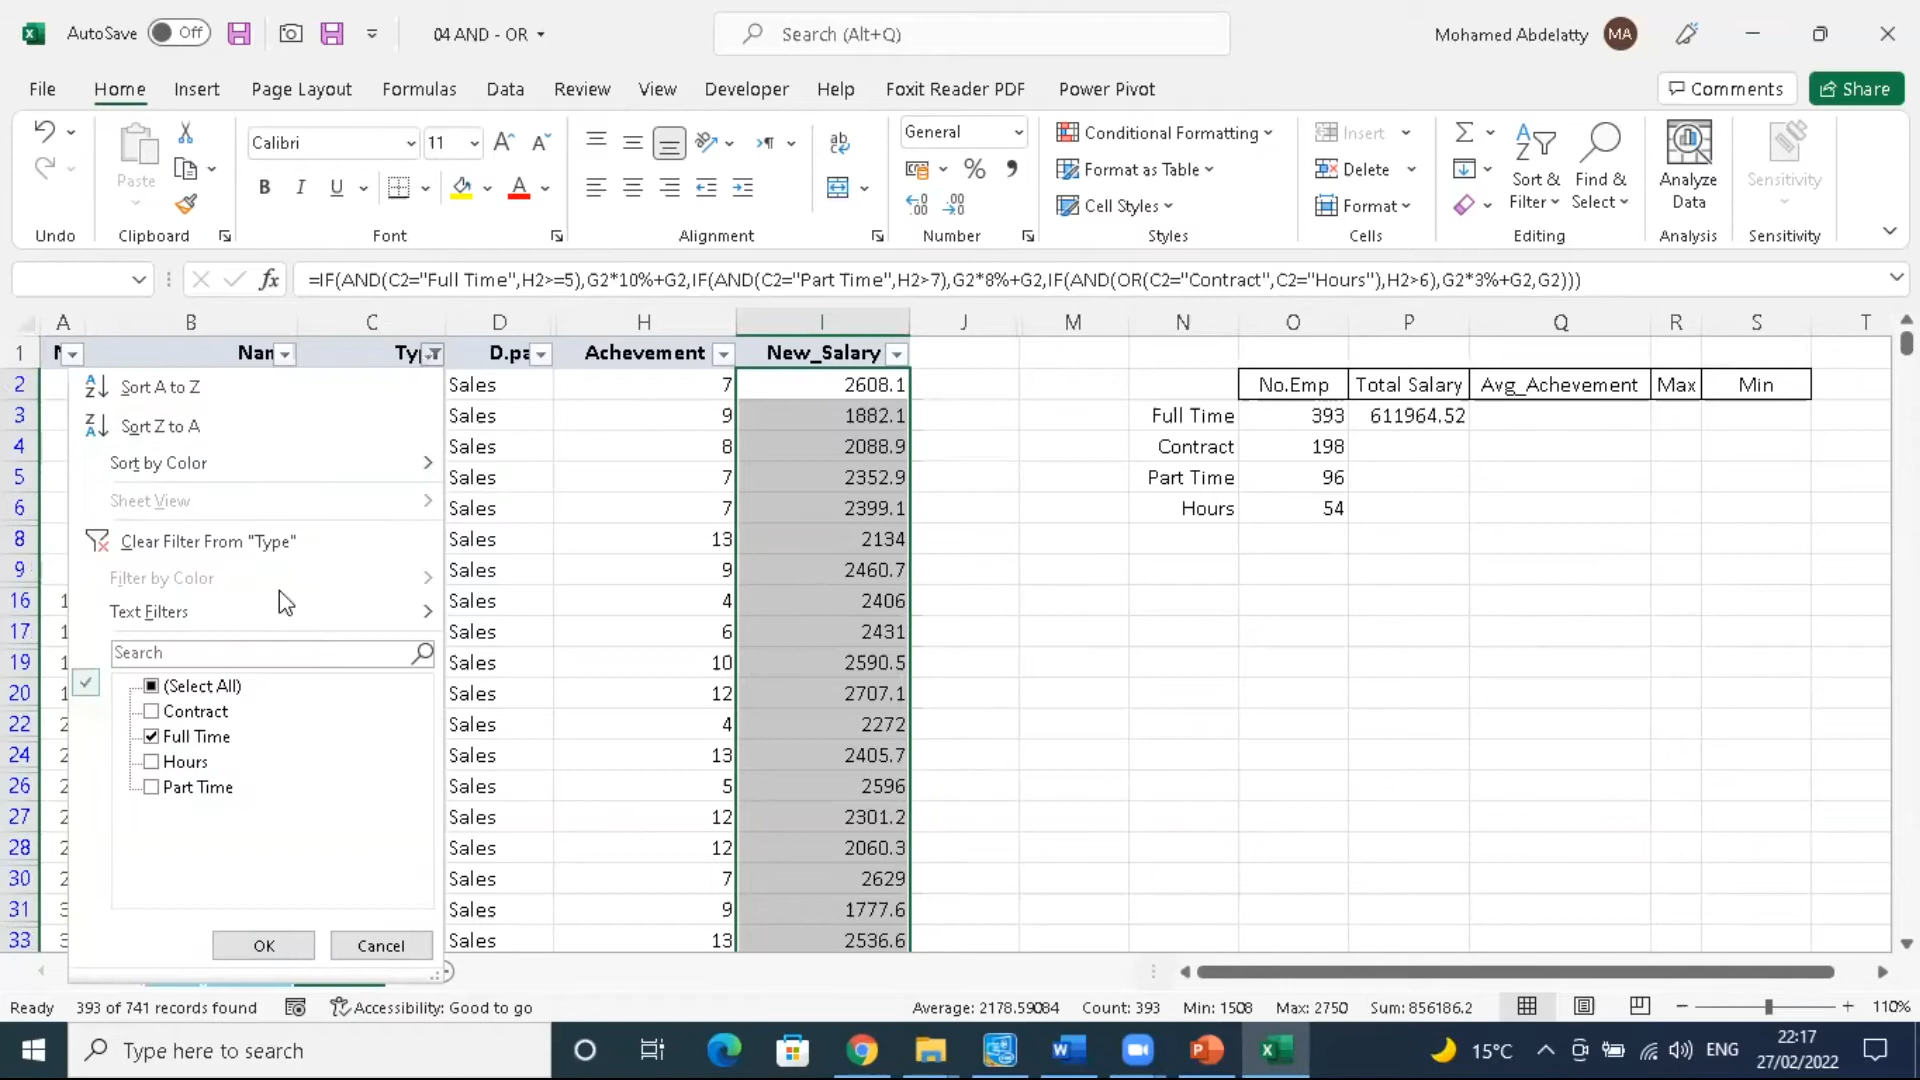 AutoSave Off 04 AND - OR Search (Alt+Q) Mohamed Abdelatty MA
File Home Insert Page Layout Formulas Data Review View Developer Help Foxit Reader PDF Power Pivot Comments Share
Calibri 11 General Conditional Formatting Insert
Paste Format as Table Delete Sort & Filter Find & Select Analyze Data Sensitivity
B I U A Cell Styles Format
Undo Clipboard Font Alignment Number Styles Cells Editing Analysis Sensitivity
fx =IF(AND(C2="Full Time",H2>=5),G2*10%+G2,IF(AND(C2="Part Time",H2>7),G2*8%+G2,IF(AND(OR(C2="Contract",C2="Hours"),H2>6),G2*3%+G2,G2)))
A B C D H I J M N O P Q R S T
1 Nar Ty D.pa Achevement New_Salary
2 Sales 7 2608.1 No.Emp Total Salary Avg_Achevement Max Min
3 Sales 9 1882.1 Full Time 393 611964.52
4 Sales 8 2088.9 Contract 198
5 Sales 7 2352.9 Part Time 96
6 Sales 7 2399.1 Hours 54
8 Sales 13 2134
9 Sales 9 2460.7
16 Sales 4 2406
17 Sales 6 2431
19 Sales 10 2590.5
20 Sales 12 2707.1
22 Sales 4 2272
24 Sales 13 2405.7
26 Sales 5 2596
27 Sales 12 2301.2
28 Sales 12 2060.3
30 Sales 7 2629
31 Sales 9 1777.6
33 Sales 13 2536.6
Sort A to Z
Sort Z to A
Sort by Color
Sheet View
Clear Filter From "Type"
Filter by Color
Text Filters
Search
(Select All)
Contract
Full Time
Hours
Part Time
OK Cancel
Ready 393 of 741 records found Accessibility: Good to go Average: 2178.59084 Count: 393 Min: 1508 Max: 2750 Sum: 856186.2 110%
Type here to search 15°C ENG 22:17
27/02/2022